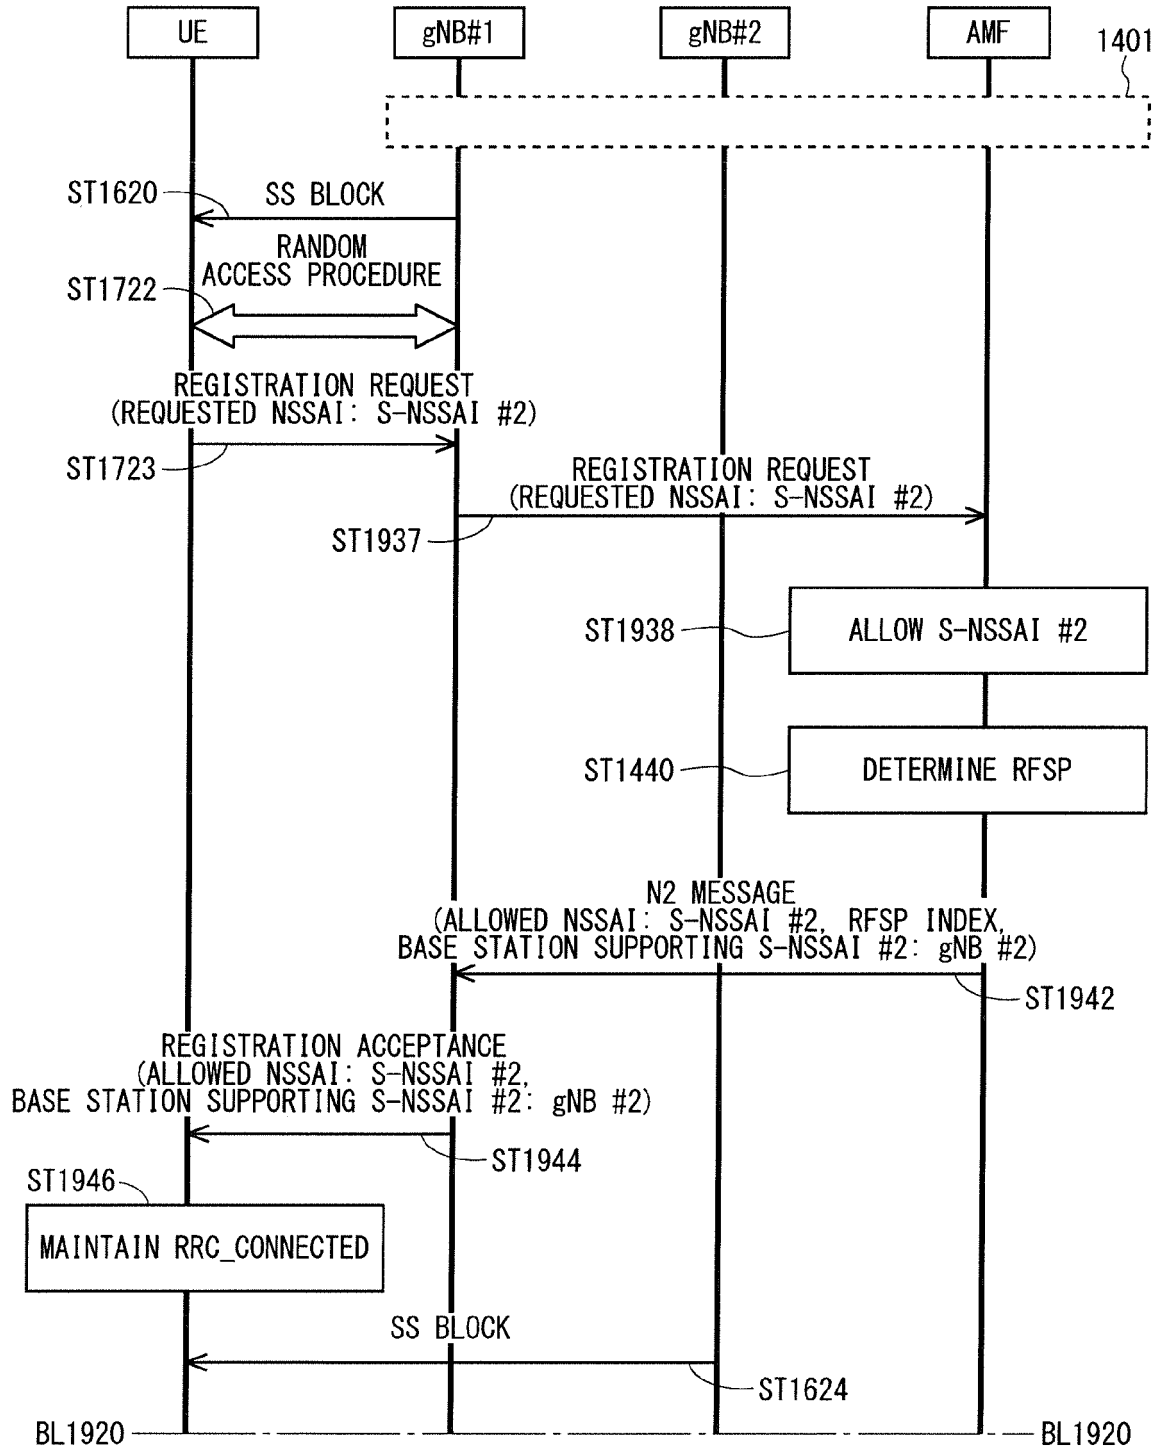 UE
gNB#1
gNB#2
AMF
1401
ST1620
SS BLOCK
RANDOM
ACCESS PROCEDURE
ST1722
REGISTRATION REQUEST
(REQUESTED NSSAI: S-NSSAI #2)
ST1723
REGISTRATION REQUEST
(REQUESTED NSSAI: S-NSSAI #2)
ST1937
ST1938
ALLOW S-NSSAI #2
ST1440
DETERMINE RFSP
N2 MESSAGE
(ALLOWED NSSAI: S-NSSAI #2, RFSP INDEX,
BASE STATION SUPPORTING S-NSSAI #2: gNB #2)
ST1942
REGISTRATION ACCEPTANCE
(ALLOWED NSSAI: S-NSSAI #2,
BASE STATION SUPPORTING S-NSSAI #2: gNB #2)
ST1944
ST1946
MAINTAIN RRC_CONNECTED
SS BLOCK
ST1624
BL1920
BL1920